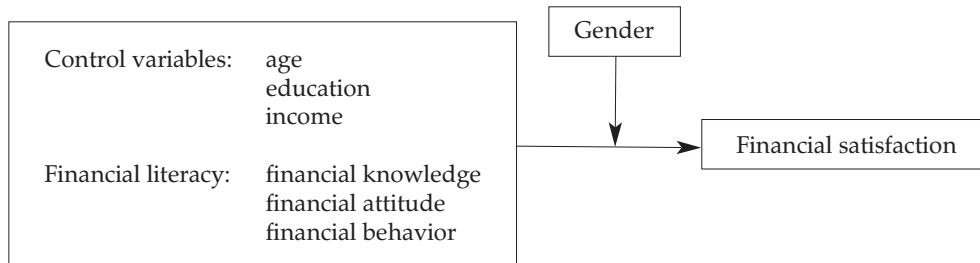 Gender
Control variables: age
education
income
Financial satisfaction
Financial literacy: financial knowledge
financial attitude
financial behavior